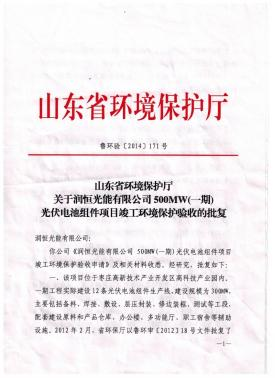 山东省环境保护厅
鲁环验〔2014〕171号
山东省环境保护厅
关于润恒光能有限公司500MW(一期)
光伏电池组件项目竣工环境保护验收的批复
润恒光能有限公司:
你公司《润恒光能有限公司 500MW(一期)光伏电池组件项目
竣工环境保护验收申请》及相关材料收悉。经研究,批复如下:
一、该项目位于枣庄高新技术产业开发区高科技产业园内,
一期工程实际建设12条光伏电池组件生产线,建设规模为300MW,
主要包括备料、焊接、敷设、层压封装、修边装框、测试等工段,
配套建设原料和产品仓库、办公楼、多功能厅、职工宿舍等辅助
设施。2012年2月,省环保厅以鲁环审〔2012〕18号文件批复了
—1—